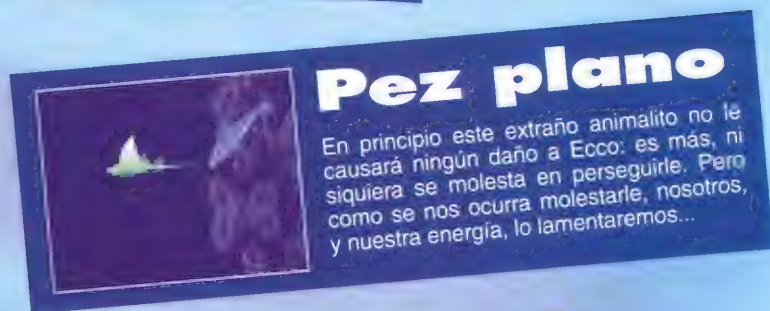 Pez plano
En principio este extraño animalito no le
causará ningún daño a Ecco: es más, ni
siquiera se molesta en perseguirle. Pero
como se nos ocurra molestarle, nosotros,
y nuestra energía, lo lamentaremos...